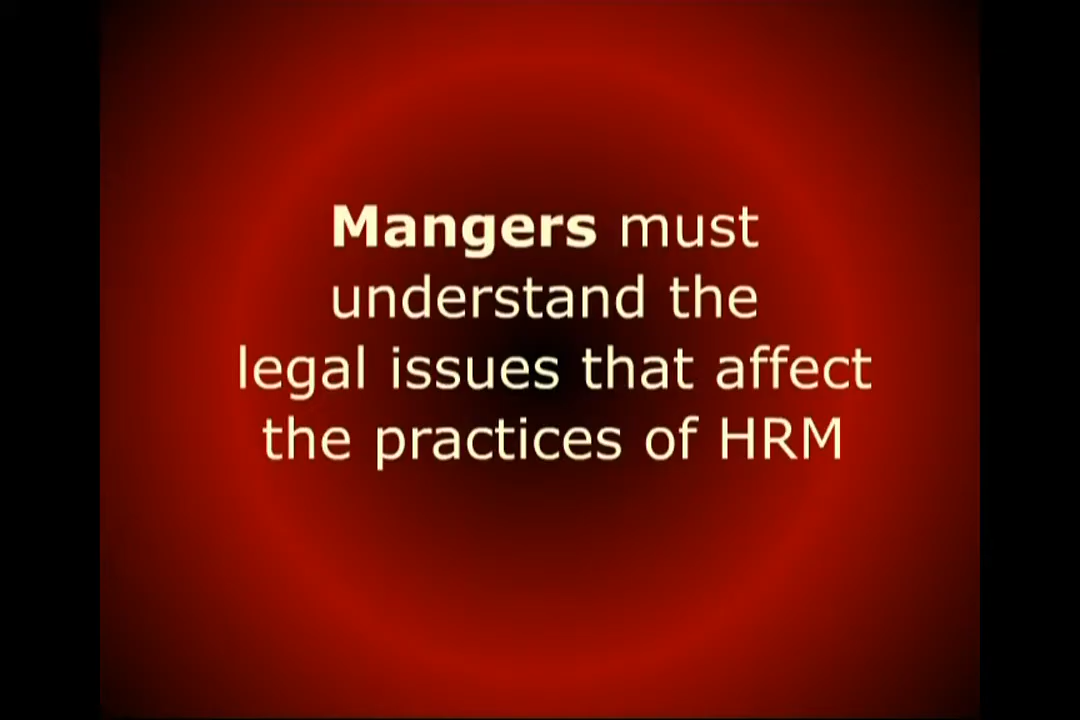 Mangers must
understand the
legal issues that affect
the practices of HRM